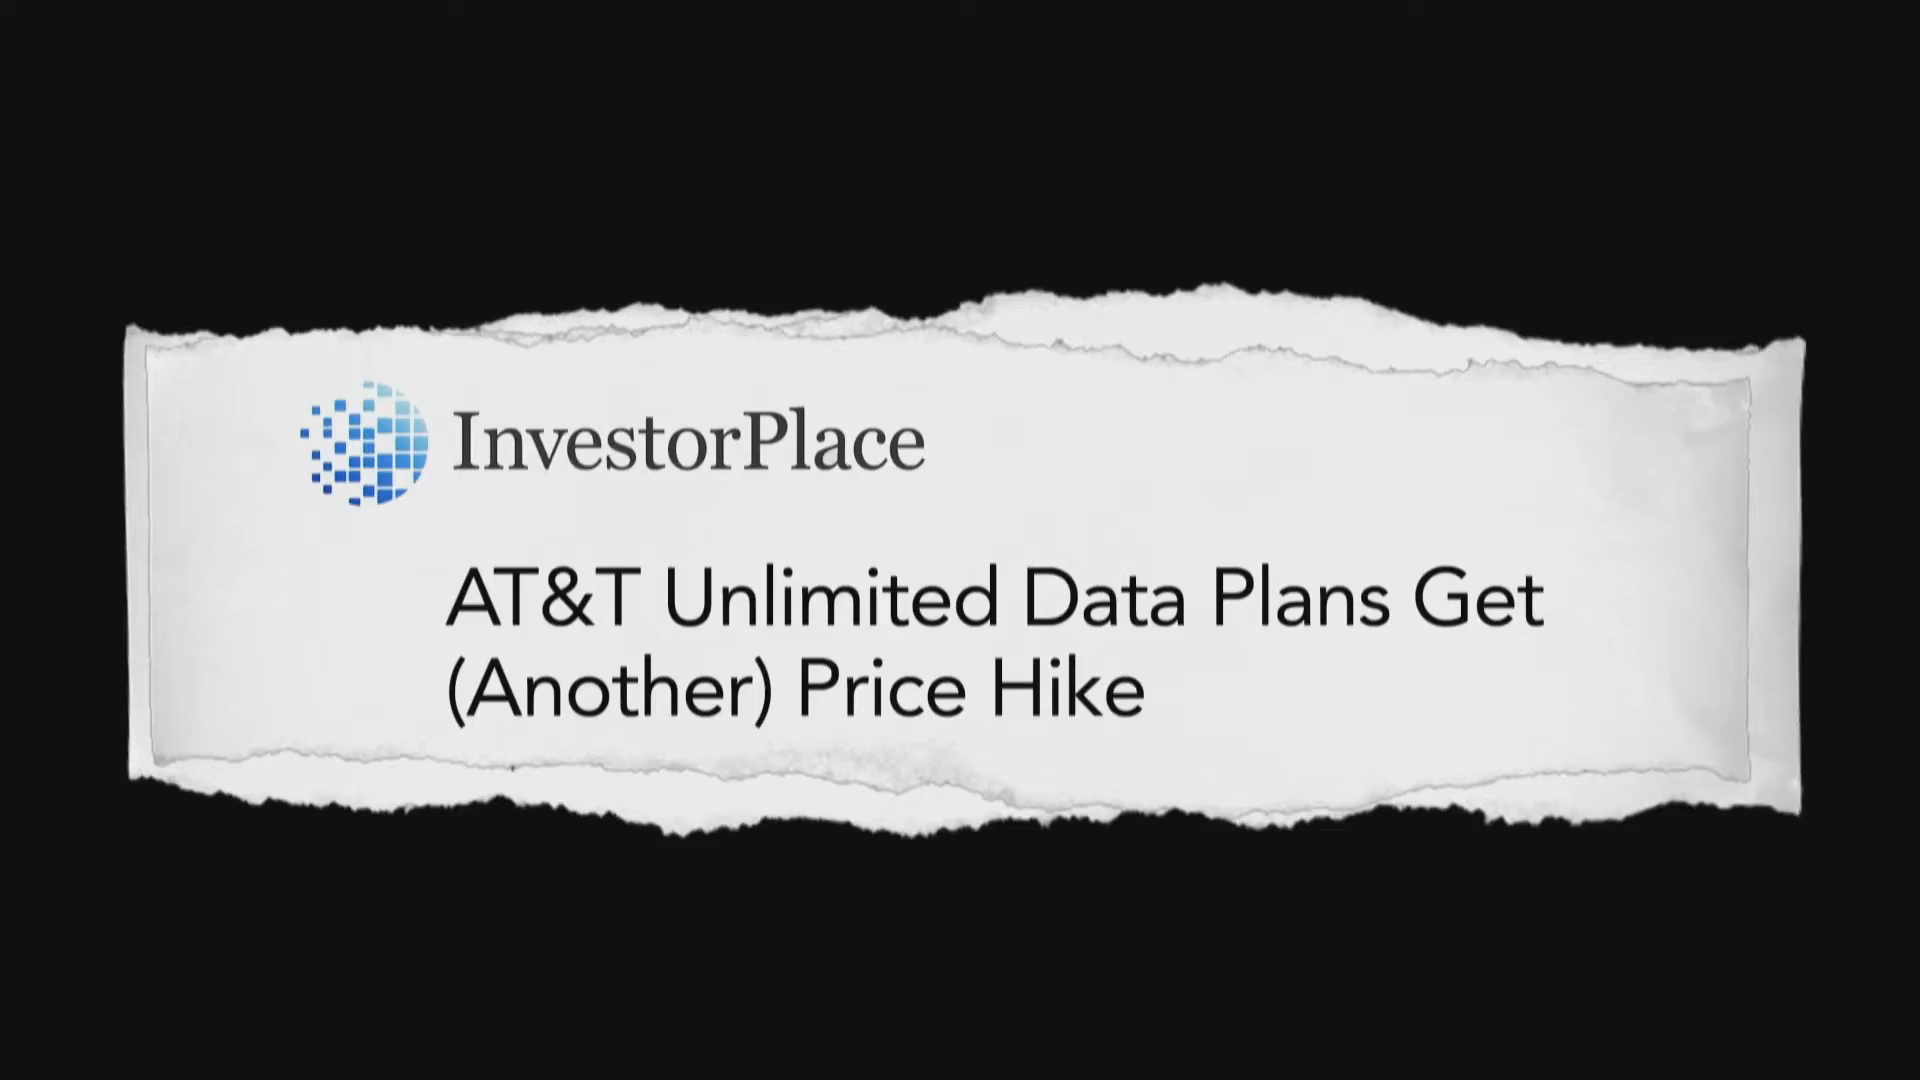 InvestorPlace
AT&T Unlimited Data Plans Get
(Another) Price Hike